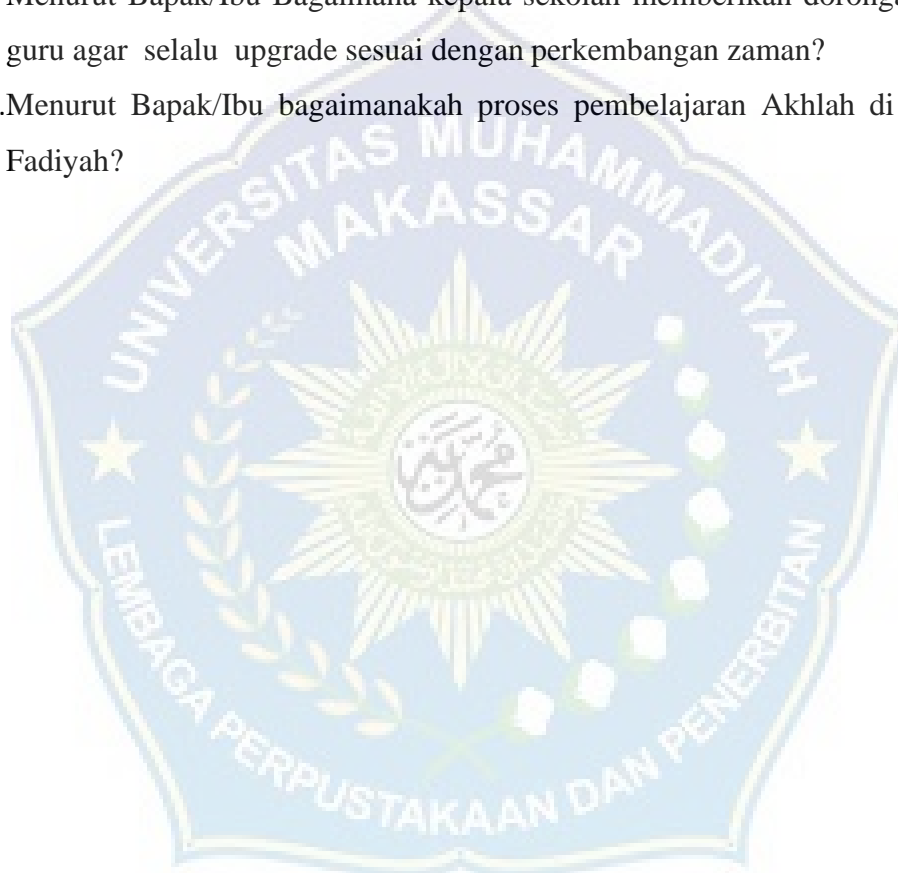 Menurut Bapak/Ibu Bagaimana kepala sekolah memberikan
guru agar selalu upgrade sesuai dengan perkembangan zaman?
.Menurut Bapak/Ibu bagaimanakah proses pembelajaran Akhlah di
Fadiyah?
UNIVERSITAS MUHAMMADIYAH
MAKASSAR
LEMBAGA PERPUSTAKAAN DAN PENERBITAN